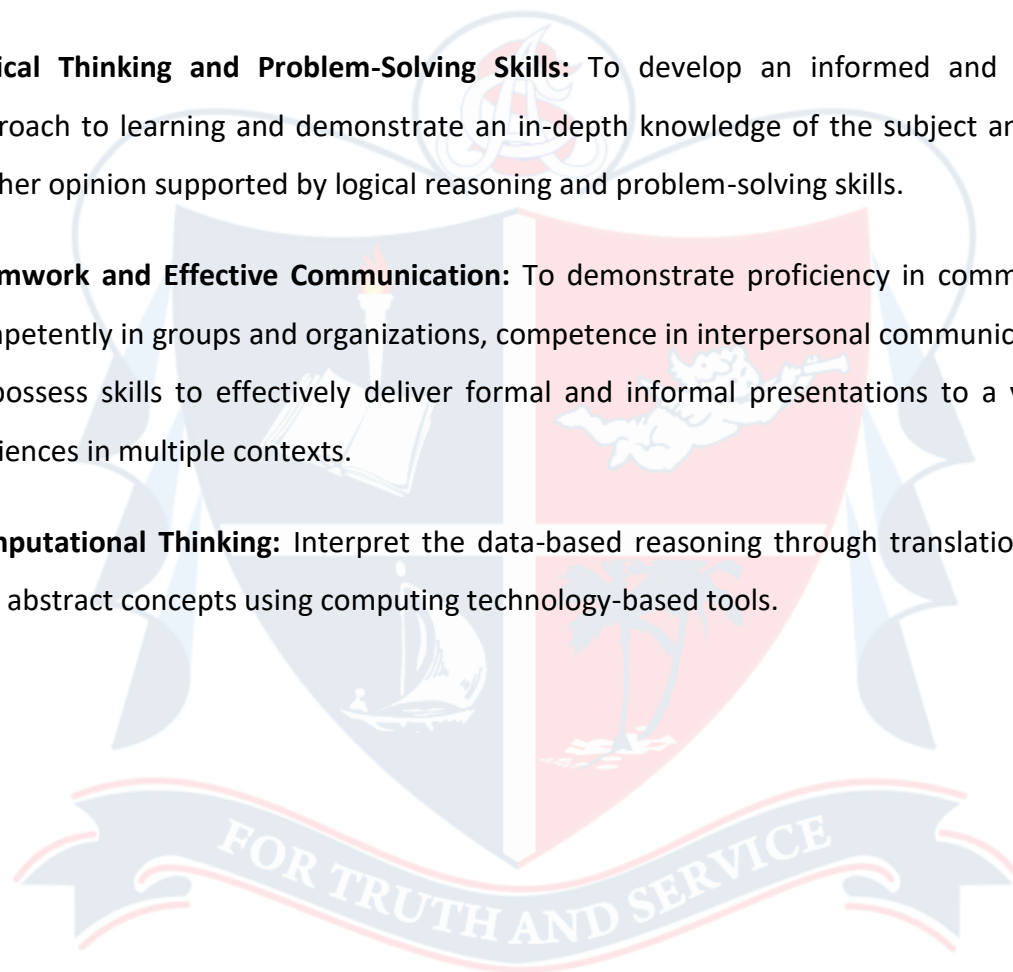 ical Thinking and Problem-Solving Skills: To develop an informed and
roach to learning and demonstrate an in-depth knowledge of the subject ar
her opinion supported by logical reasoning and problem-solving skills.
mwork and Effective Communication: To demonstrate proficiency in comm
petently in groups and organizations, competence in interpersonal communic
possess skills to effectively deliver formal and informal presentations to a v
iences in multiple contexts.
nputational Thinking: Interpret the data-based reasoning through translatio
abstract concepts using computing technology-based tools.
FOR TRUTH AND SERVICE